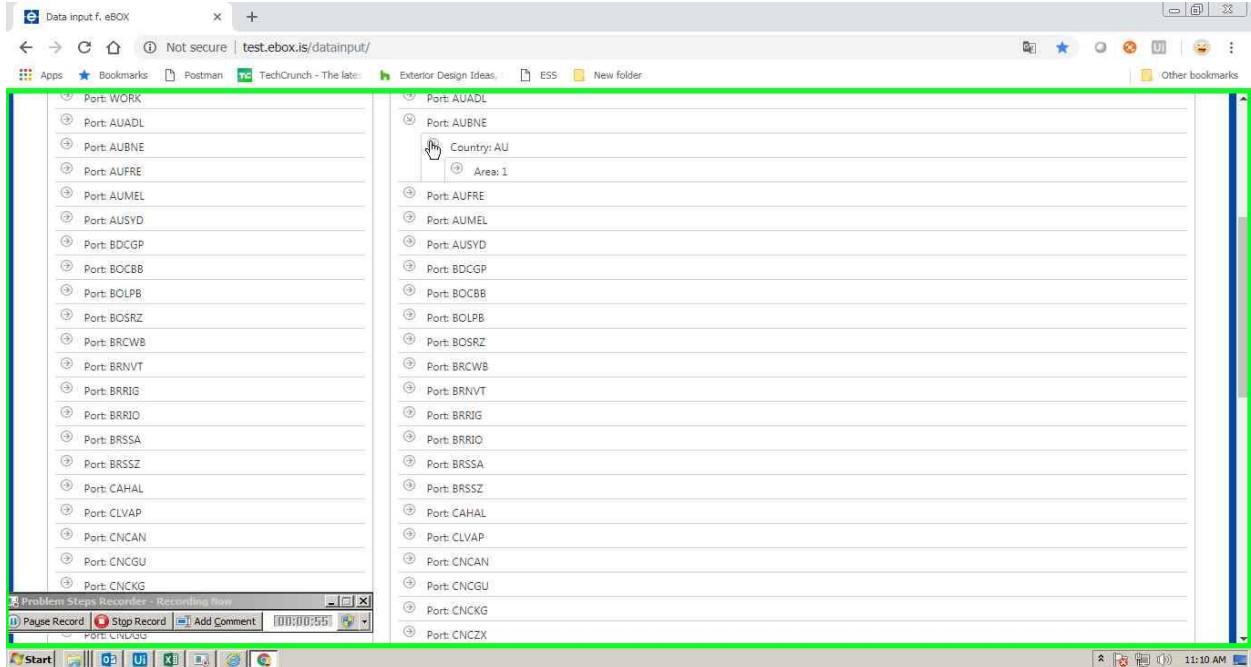 Data input f. eBOX
Not secure | test.ebox.is/datainput/
Apps Bookmarks Postman TechCrunch - The late: Exterior Design Ideas, ESS New folder Other bookmarks
Port: WORK
Port: AUADL
Port: AUBNE
Port: AUFRE
Port: AUMEL
Port: AUSYD
Port: BDCGP
Port: BOCBB
Port: BOLPB
Port: BOSRZ
Port: BRCWB
Port: BRNVT
Port: BRRIG
Port: BRRIO
Port: BRSSA
Port: BRSSZ
Port: CAHAL
Port: CLVAP
Port: CNCAN
Port: CNCGU
Port: CNCKG
Port: CNDGG
Port: AUADL
Port: AUBNE
Country: AU
Area: 1
Port: AUFRE
Port: AUMEL
Port: AUSYD
Port: BDCGP
Port: BOCBB
Port: BOLPB
Port: BOSRZ
Port: BRCWB
Port: BRNVT
Port: BRRIG
Port: BRRIO
Port: BRSSA
Port: BRSSZ
Port: CAHAL
Port: CLVAP
Port: CNCAN
Port: CNCGU
Port: CNCKG
Port: CNCZX
Problem Steps Recorder - Recording Now
Pause Record Stop Record Add Comment 00:00:55
Start 11:10 AM